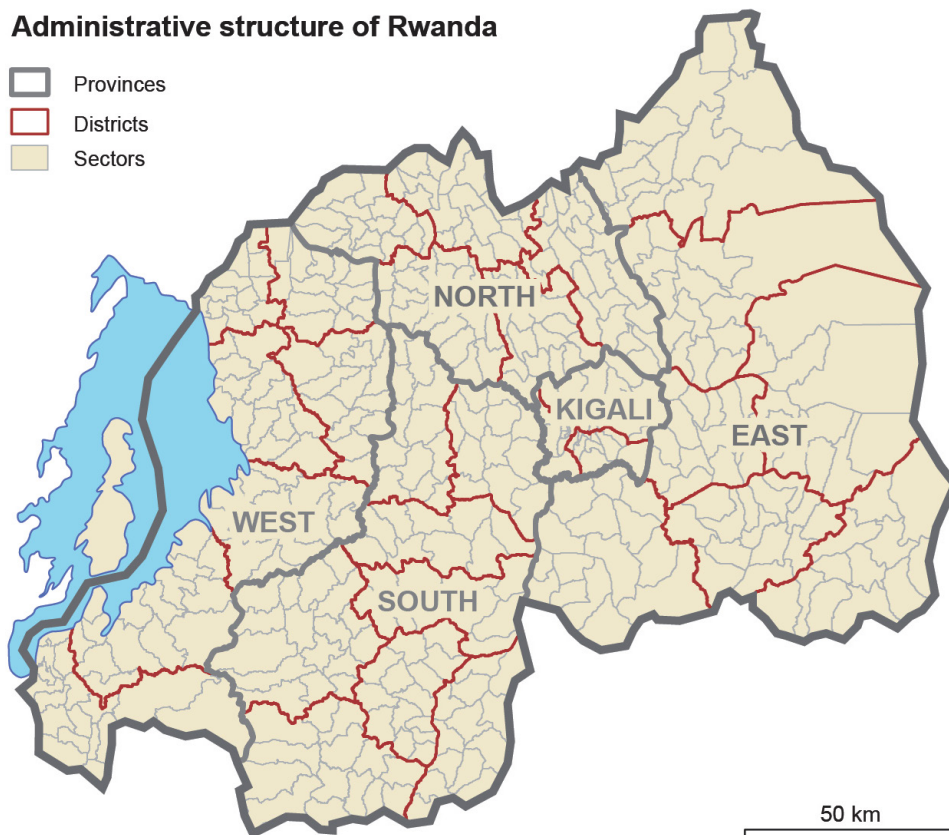 Administrative structure of Rwanda
Provinces
Districts
Sectors
NORTH
KIGALI
EAST
WEST
SOUTH
50 km